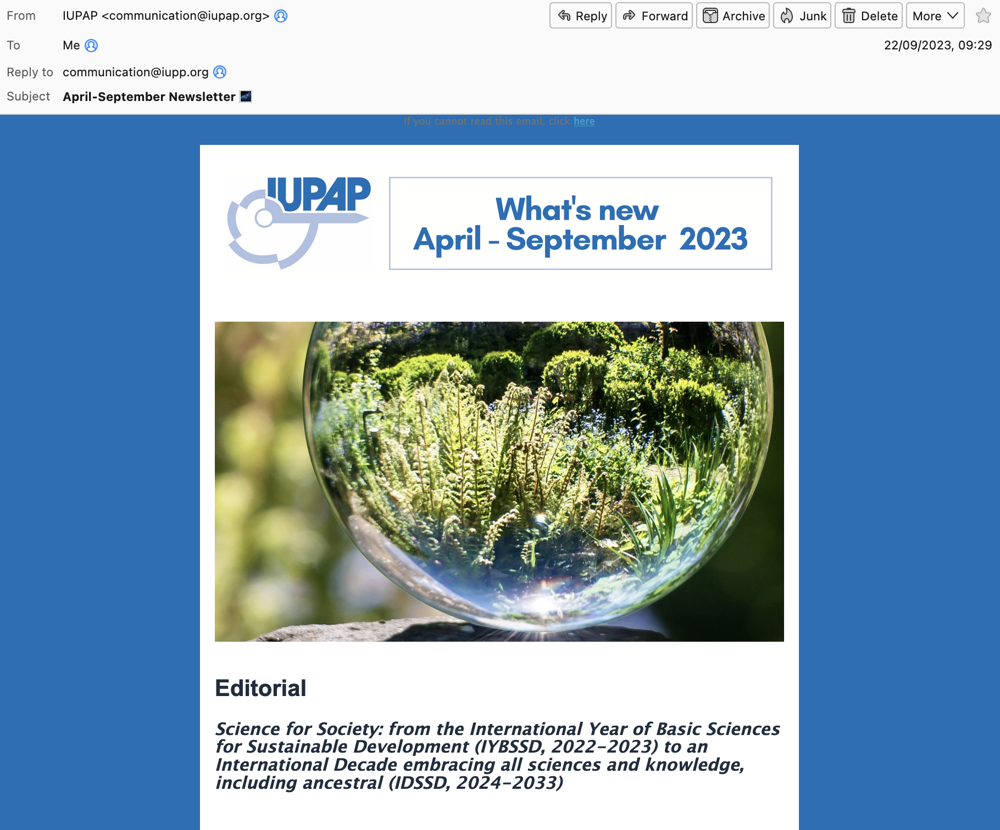 From IUPAP <communication@iupap.org> Reply Forward Archive Junk Delete More
To Me 22/09/2023, 09:29
Reply to communication@iupp.org
Subject April-September Newsletter
If you cannot read this email, click here
IUPAP
What's new
April - September 2023
Editorial
Science for Society: from the International Year of Basic Sciences
for Sustainable Development (IYBSSD, 2022-2023) to an
International Decade embracing all sciences and knowledge,
including ancestral (IDSSD, 2024-2033)